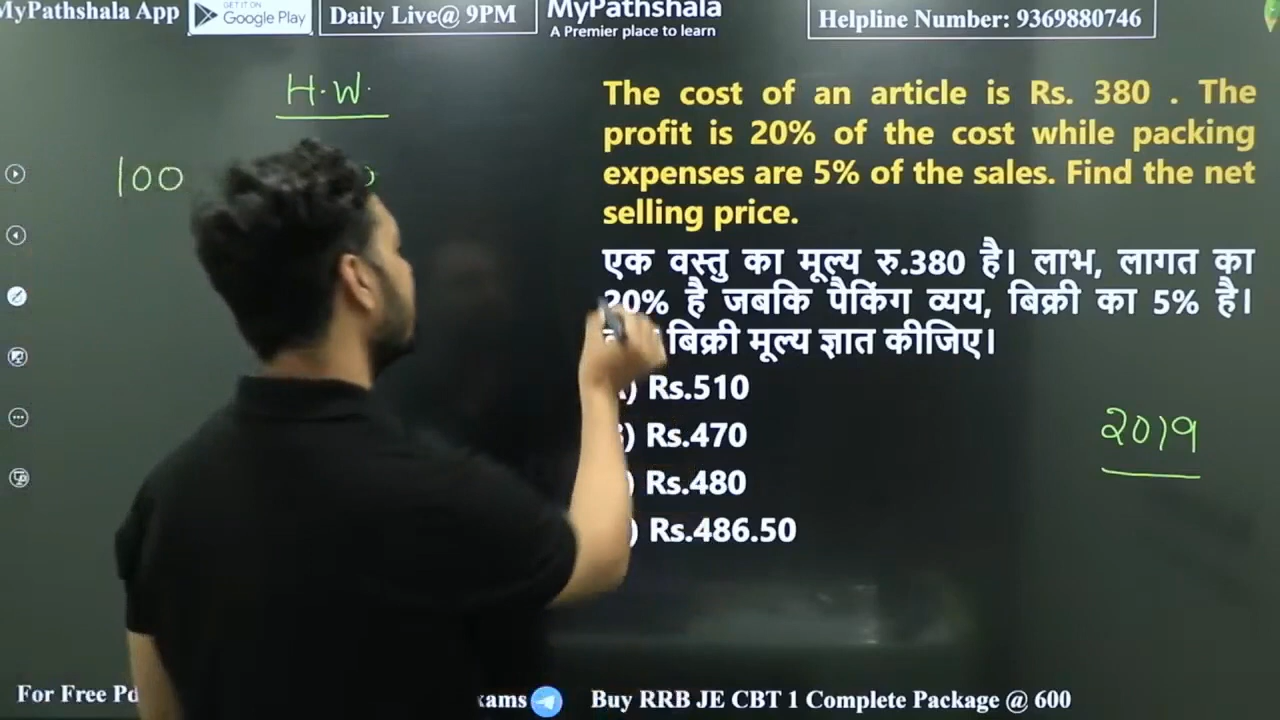 MyPathshala App
GET IT ON
Google Play
Daily Live@ 9PM
MyPathshala
A Premier place to learn
Helpline Number: 9369880746
H.W.
100
The cost of an article is Rs. 380 . The
profit is 20% of the cost while packing
expenses are 5% of the sales. Find the net
selling price.
एक वस्तु का मूल्य रु.380 है। लाभ, लागत का
20% है जबकि पैकिंग व्यय, बिक्री का 5% है।
बिक्री मूल्य ज्ञात कीजिए।
) Rs.510
) Rs.470
) Rs.480
) Rs.486.50
2019
For Free
Buy RRB JE CBT 1 Complete Package @ 600